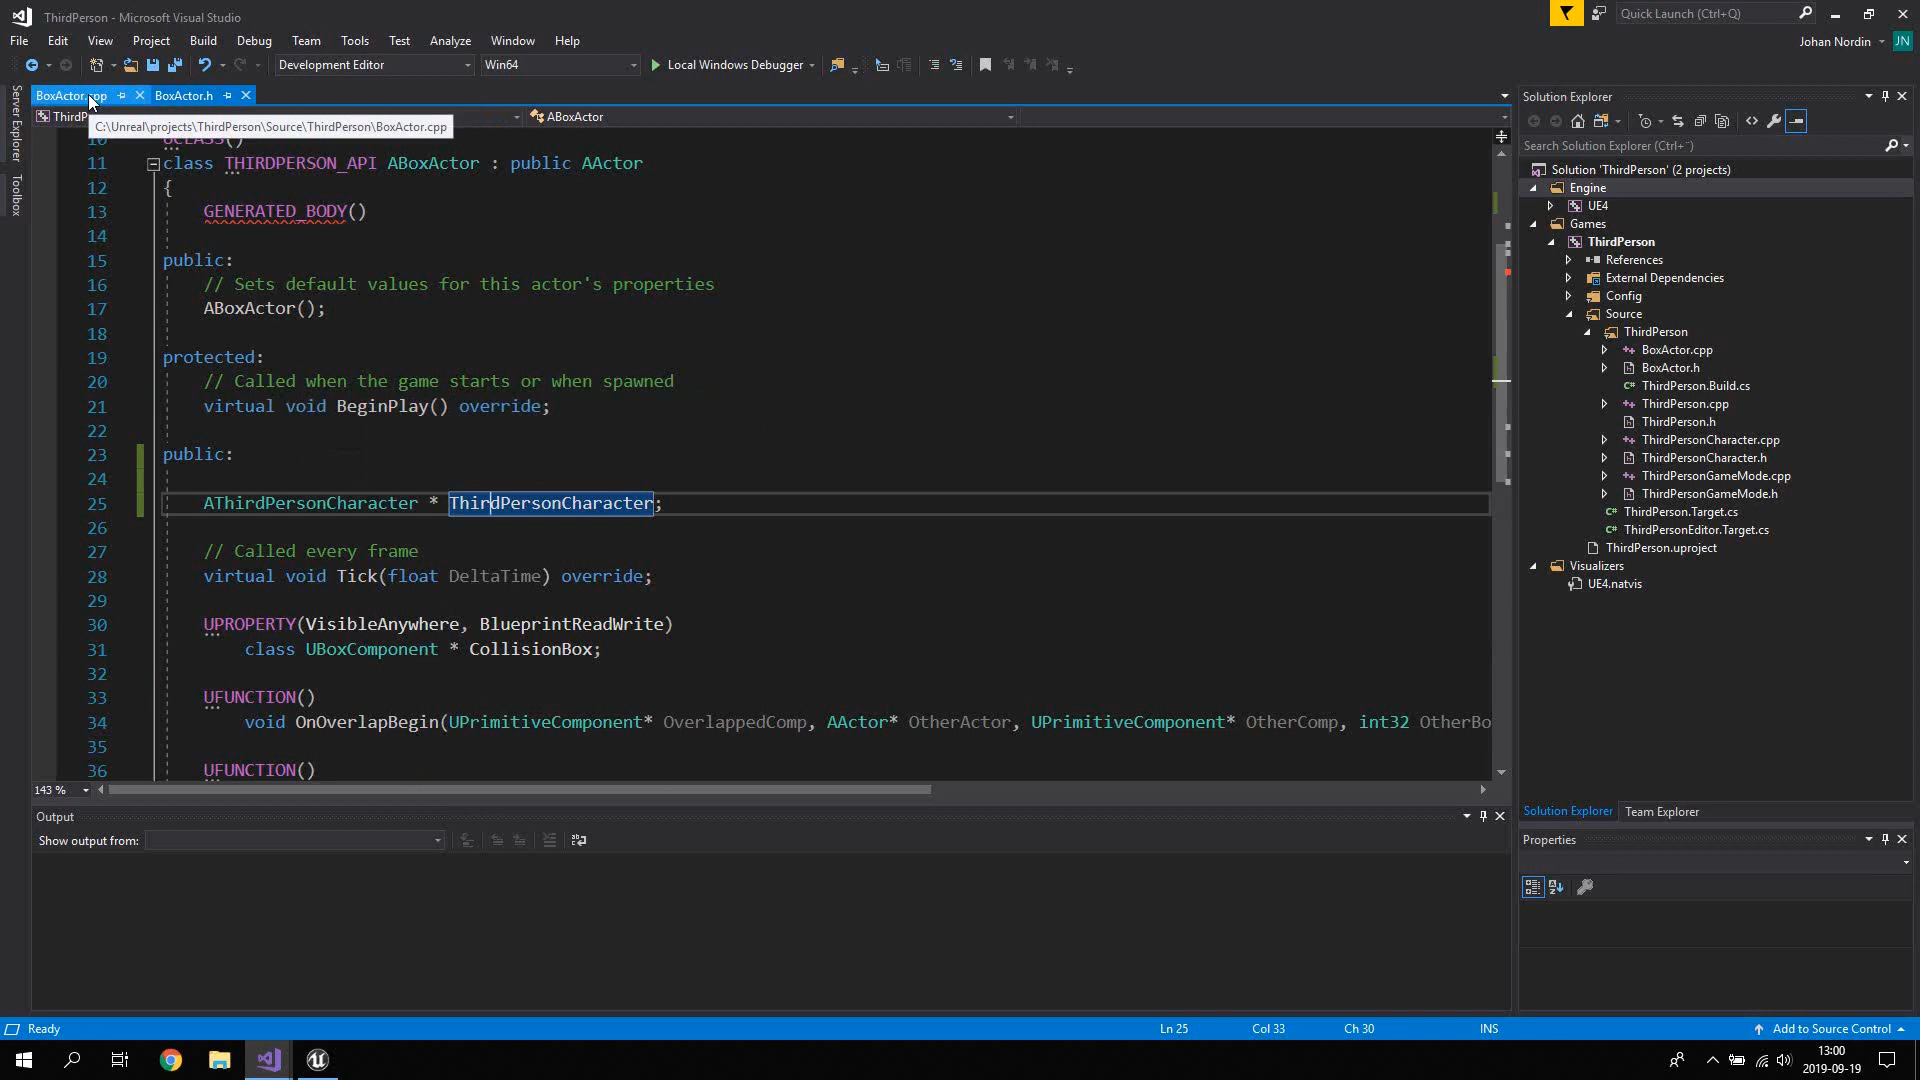 ThirdPerson - Microsoft Visual Studio
Quick Launch (Ctrl+Q)
File Edit View Project Build Debug Team Tools Test Analyze Window Help
Johan Nordin JN
Development Editor Win64 Local Windows Debugger
BoxActor.cpp BoxActor.h
ThirdP
ABoxActor
C:\Unreal\projects\ThirdPerson\Source\ThirdPerson\BoxActor.cpp
Server Explorer
Toolbox
10 UCLASS()
11 class THIRDPERSON_API ABoxActor : public AActor
12 {
13 GENERATED_BODY()
14
15 public:
16 // Sets default values for this actor's properties
17 ABoxActor();
18
19 protected:
20 // Called when the game starts or when spawned
21 virtual void BeginPlay() override;
22
23 public:
24
25 AThirdPersonCharacter * ThirdPersonCharacter;
26
27 // Called every frame
28 virtual void Tick(float DeltaTime) override;
29
30 UPROPERTY(VisibleAnywhere, BlueprintReadWrite)
31 class UBoxComponent * CollisionBox;
32
33 UFUNCTION()
34 void OnOverlapBegin(UPrimitiveComponent* OverlappedComp, AActor* OtherActor, UPrimitiveComponent* OtherComp, int32 OtherBo
35
36 UFUNCTION()
143 %
Output
Show output from:
Solution Explorer
Search Solution Explorer (Ctrl+¨)
Solution 'ThirdPerson' (2 projects)
Engine
UE4
Games
ThirdPerson
References
External Dependencies
Config
Source
ThirdPerson
BoxActor.cpp
BoxActor.h
ThirdPerson.Build.cs
ThirdPerson.cpp
ThirdPerson.h
ThirdPersonCharacter.cpp
ThirdPersonCharacter.h
ThirdPersonGameMode.cpp
ThirdPersonGameMode.h
ThirdPerson.Target.cs
ThirdPersonEditor.Target.cs
ThirdPerson.uproject
Visualizers
UE4.natvis
Solution Explorer Team Explorer
Properties
Ready Ln 25 Col 33 Ch 30 INS Add to Source Control
13:00
2019-09-19